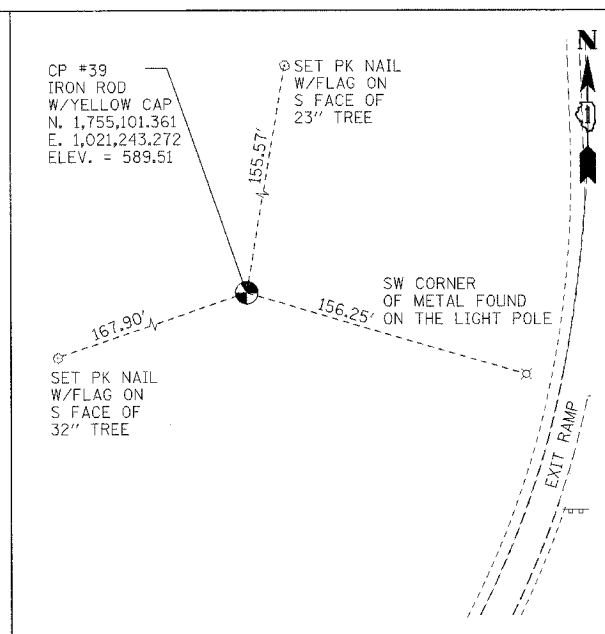 CP #39
IRON ROD
W/YELLOW CAP
N. 1,755,101.361
E. 1,021,243.272
ELEV. = 589.51
SET PK NAIL
W/FLAG ON
S FACE OF
23" TREE
N
155.57'
167.90'
156.25'
SW CORNER
OF METAL FOUND
ON THE LIGHT POLE
SET PK NAIL
W/FLAG ON
S FACE OF
32" TREE
EXIT RAMP